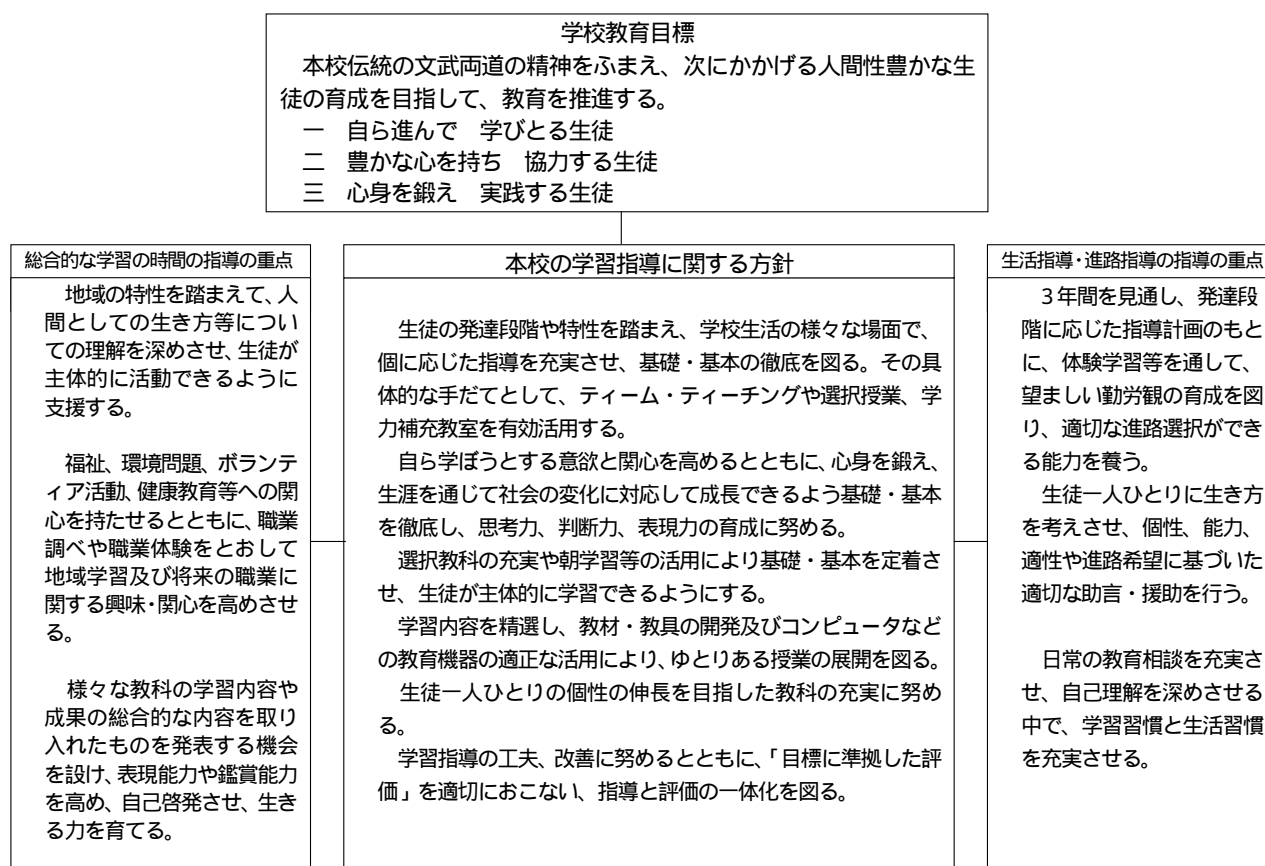 学校教育目標
　本校伝統の文武両道の精神をふまえ、次にかかげる人間性豊かな生
徒の育成を目指して、教育を推進する。
一　自ら進んで　学びとる生徒
二　豊かな心を持ち　協力する生徒
三　心身を鍛え　実践する生徒
総合的な学習の時間の指導の重点
　地域の特性を踏まえて、人
間としての生き方等につい
ての理解を深めさせ、生徒が
主体的に活動できるように
支援する。
　福祉、環境問題、ボランテ
ィア活動、健康教育等への関
心を持たせるとともに、職業
調べや職業体験をとおして
地域学習及び将来の職業に
関する興味・関心を高めさせ
る。
　様々な教科の学習内容や
成果の総合的な内容を取り
入れたものを発表する機会
を設け、表現能力や鑑賞能力
を高め、自己啓発させ、生き
る力を育てる。
本校の学習指導に関する方針
　生徒の発達段階や特性を踏まえ、学校生活の様々な場面で、
個に応じた指導を充実させ、基礎・基本の徹底を図る。その具
体的な手だてとして、ティーム・ティーチングや選択授業、学
力補充教室を有効活用する。
　自ら学ぼうとする意欲と関心を高めるとともに、心身を鍛え、
生涯を通じて社会の変化に対応して成長できるよう基礎・基本
を徹底し、思考力、判断力、表現力の育成に努める。
　選択教科の充実や朝学習等の活用により基礎・基本を定着さ
せ、生徒が主体的に学習できるようにする。
　学習内容を精選し、教材・教具の開発及びコンピュータなど
の教育機器の適正な活用により、ゆとりある授業の展開を図る。
　生徒一人ひとりの個性の伸長を目指した教科の充実に努め
る。
　学習指導の工夫、改善に努めるとともに、「目標に準拠した評
価」を適切におこない、指導と評価の一体化を図る。
生活指導・進路指導の指導の重点
　３年間を見通し、発達段
階に応じた指導計画のもと
に、体験学習等を通して、
望ましい勤労観の育成を図
り、適切な進路選択ができ
る能力を養う。
　生徒一人ひとりに生き方
を考えさせ、個性、能力、
適性や進路希望に基づいた
適切な助言・援助を行う。
　日常の教育相談を充実さ
せ、自己理解を深めさせる
中で、学習習慣と生活習慣
を充実させる。